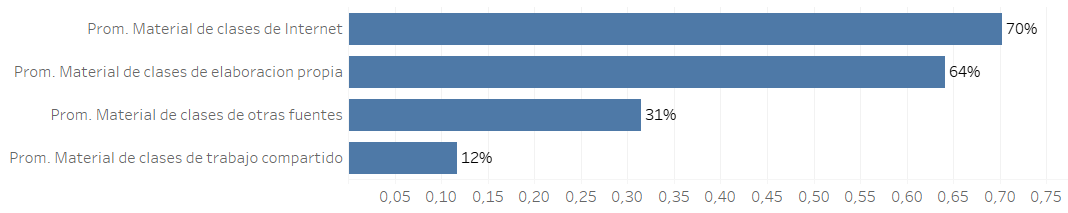 Prom. Material de clases de Internet 70%
Prom. Material de clases de elaboracion propia 64%
Prom. Material de clases de otras fuentes 31%
Prom. Material de clases de trabajo compartido 12%
0,05 0,10 0,15 0,20 0,25 0,30 0,35 0,40 0,45 0,50 0,55 0,60 0,65 0,70 0,75